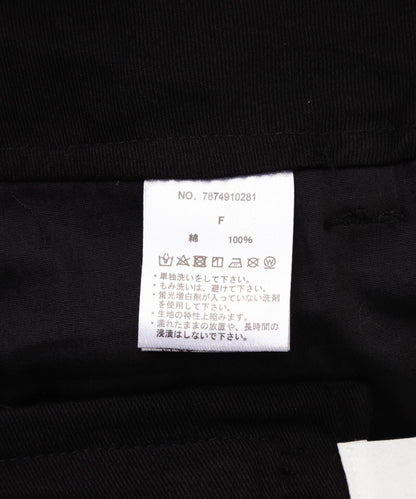 NO. 7874910281
F
綿 100%
・単独洗いをして下さい。
・もみ洗いは、避けて下さい。
・蛍光増白剤が入っていない洗剤
を使用して下さい。
・生地の特性上縮みます。
・濡れたままの放置や、長時間の
浸漬はしないで下さい。